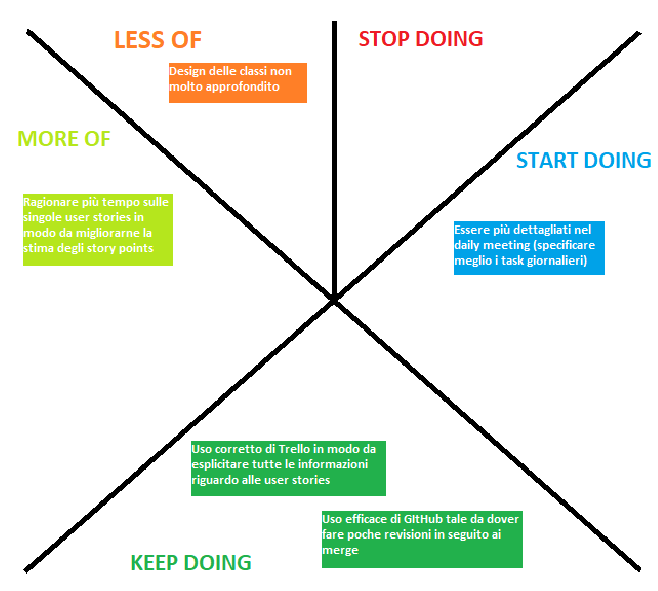 LESS OF
STOP DOING
Design delle classi non
molto approfondito
MORE OF
START DOING
Ragionare più tempo sulle
singole user stories in
modo da migliorarne la
stima degli story points
Essere più dettagliati nel
daily meeting (specificare
meglio i task giornalieri)
Uso corretto di Trello in modo da
esplicitare tutte le informazioni
riguardo alle user stories
Uso efficace di GItHub tale da dover
fare poche revisioni in seguito ai
merge
KEEP DOING